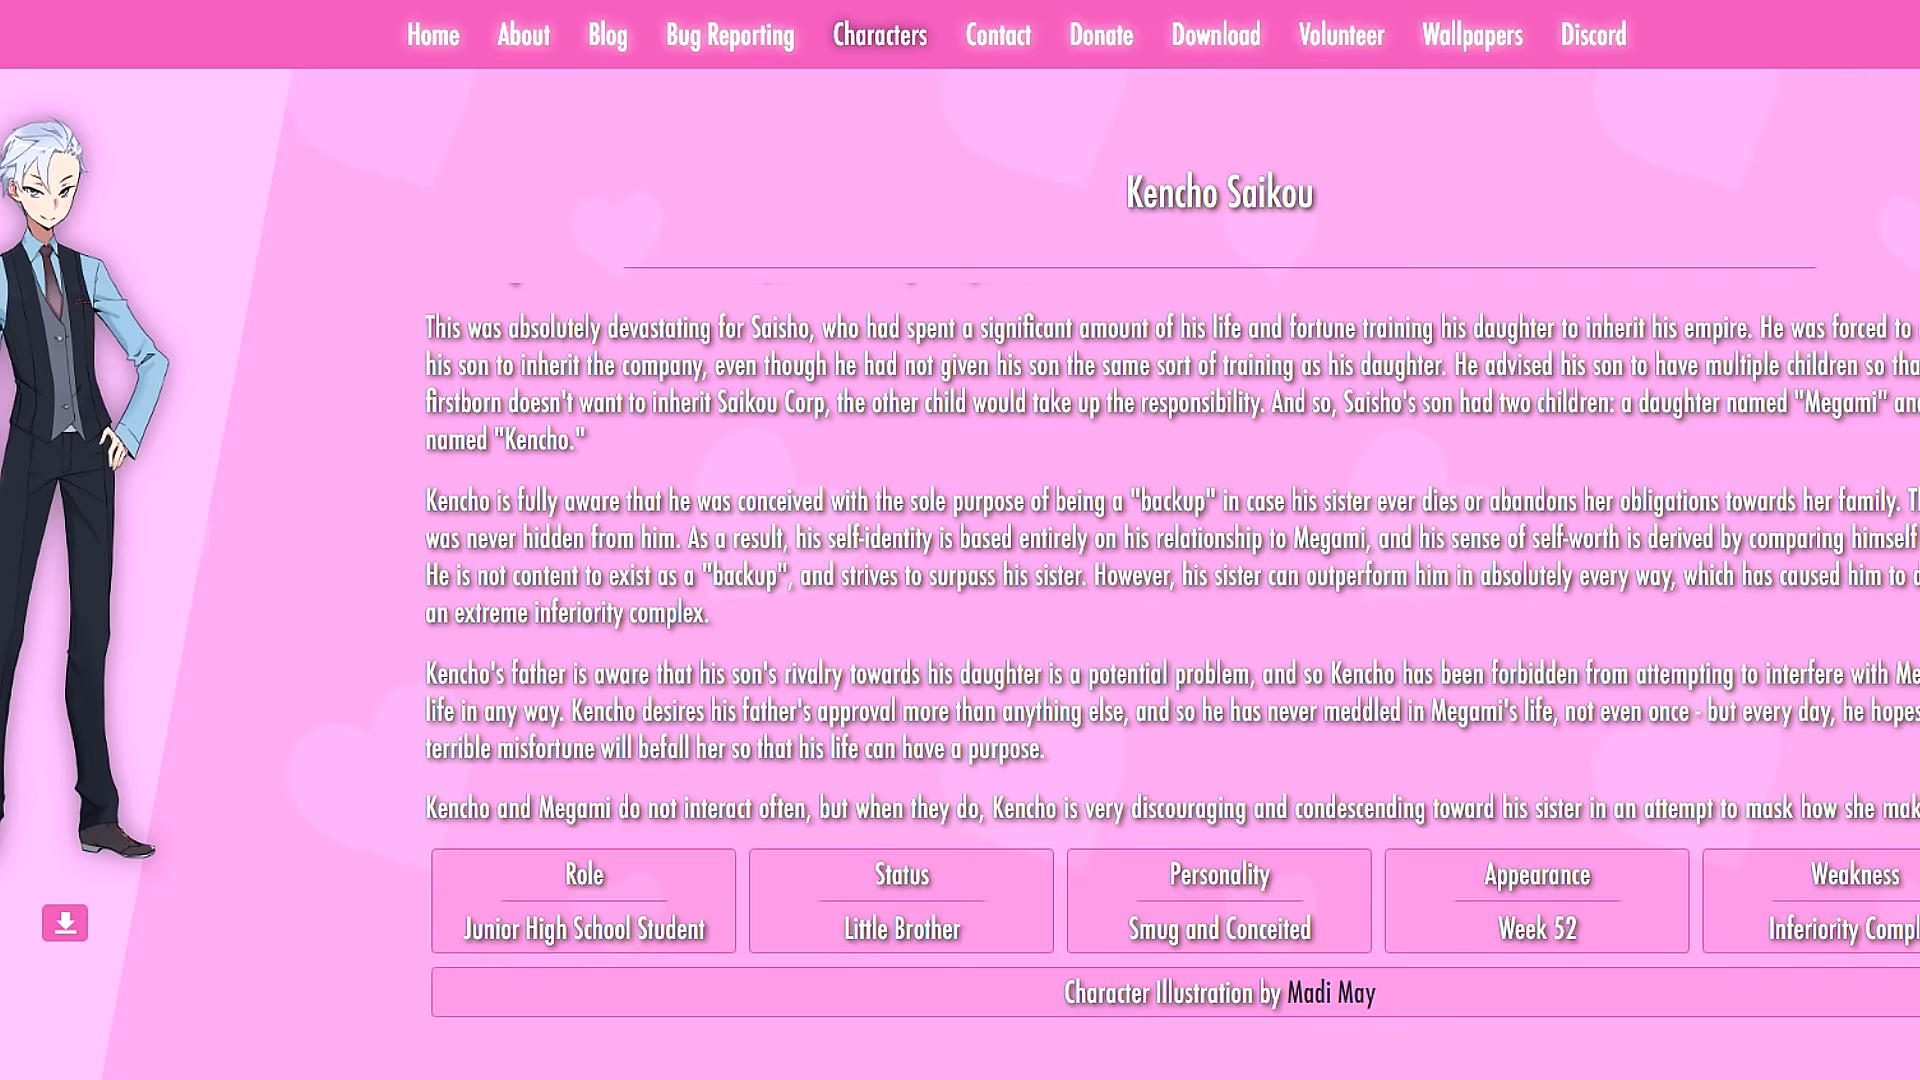 Home About Blog Bug Reporting Characters Contact Donate Download Volunteer Wallpapers Discord
Kencho Saikou
This was absolutely devastating for Saisho, who had spent a significant amount of his life and fortune training his daughter to inherit his empire. He was forced to
his son to inherit the company, even though he had not given his son the same sort of training as his daughter. He advised his son to have multiple children so
firstborn doesn't want to inherit Saikou Corp, the other child would take up the responsibility. And so, Saisho's son had two children: a daughter named "Megami"
named "Kencho."
Kencho is fully aware that he was conceived with the sole purpose of being a "backup" in case his sister ever dies or abandons her obligations towards her family.
was never hidden from him. As a result, his self-identity is based entirely on his relationship to Megami, and his sense of self-worth is derived by comparing himself
He is not content to exist as a "backup", and strives to surpass his sister. However, his sister can outperform him in absolutely every way, which has caused him to
an extreme inferiority complex.
Kencho's father is aware that his son's rivalry towards his daughter is a potential problem, and so Kencho has been forbidden from attempting to interfere with
life in any way. Kencho desires his father's approval more than anything else, and so he has never meddled in Megami's life, not even once - but every day, he hopes
terrible misfortune will befall her so that his life can have a purpose.
Kencho and Megami do not interact often, but when they do, Kencho is very discouraging and condescending toward his sister in an attempt to mask how she
Role
Junior High School Student
Status
Little Brother
Personality
Smug and Conceited
Appearance
Week 52
Weakness
Inferiority
Character Illustration by Madi May